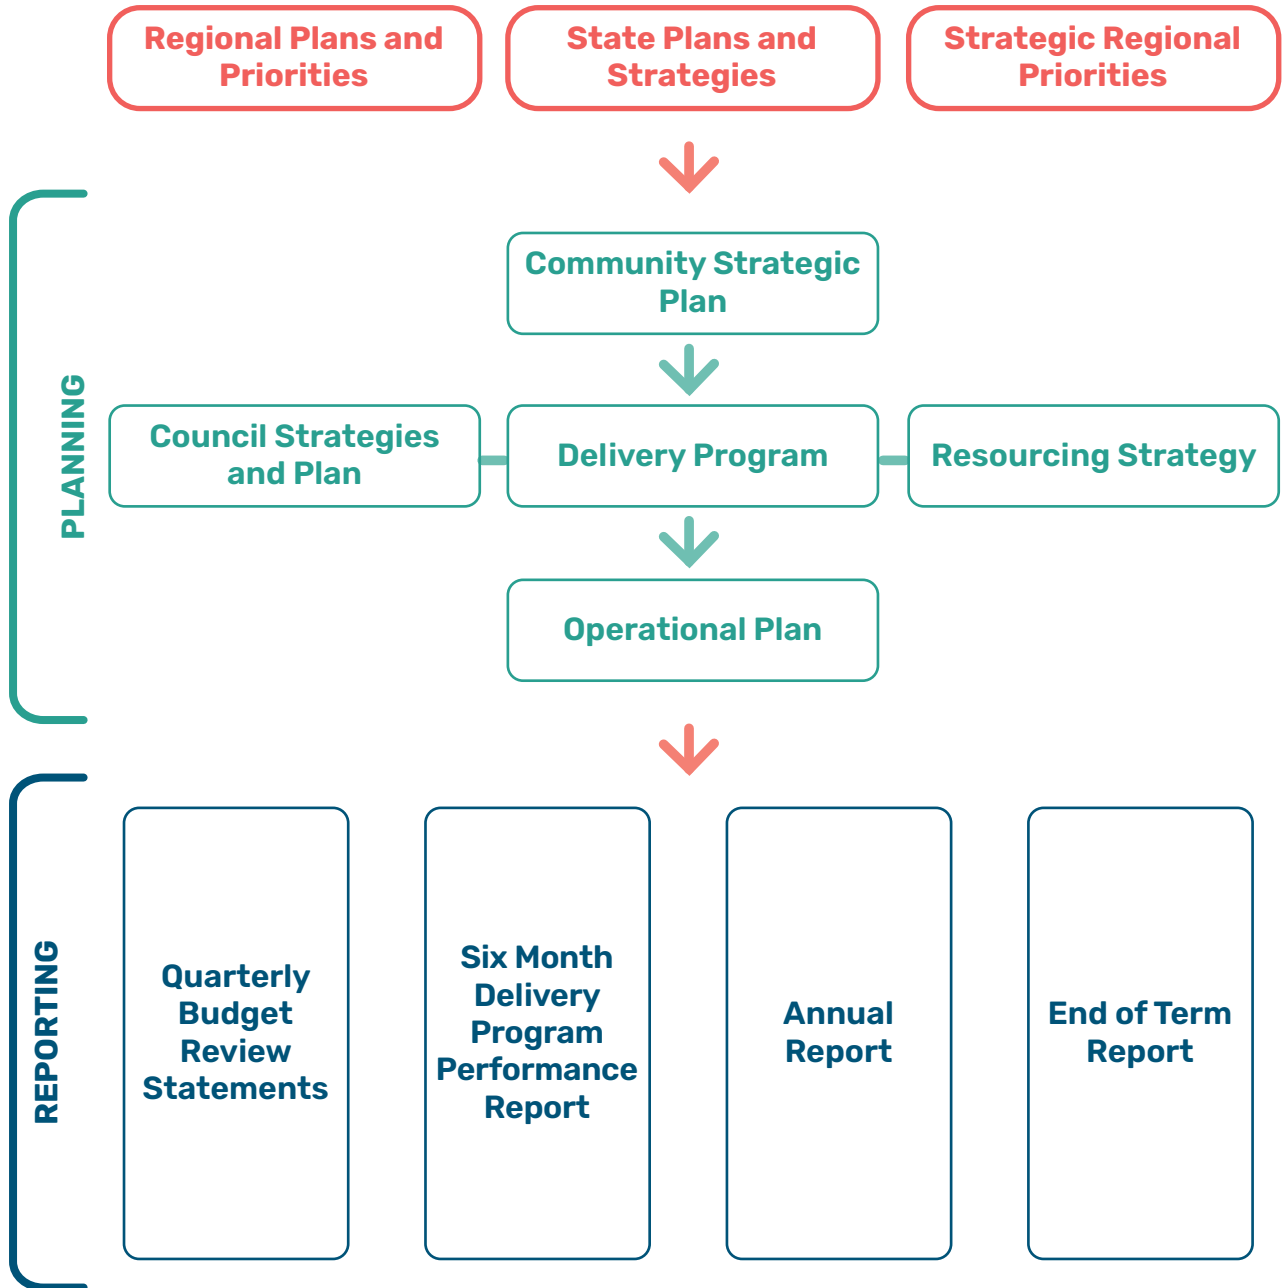 Regional Plans and
Priorities
State Plans and
Strategies
Strategic Regional
Priorities
PLANNING
Community Strategic
Plan
Council Strategies
and Plan
Delivery Program
Resourcing Strategy
Operational Plan
REPORTING
Quarterly
Budget
Review
Statements
Six Month
Delivery
Program
Performance
Report
Annual
Report
End of Term
Report